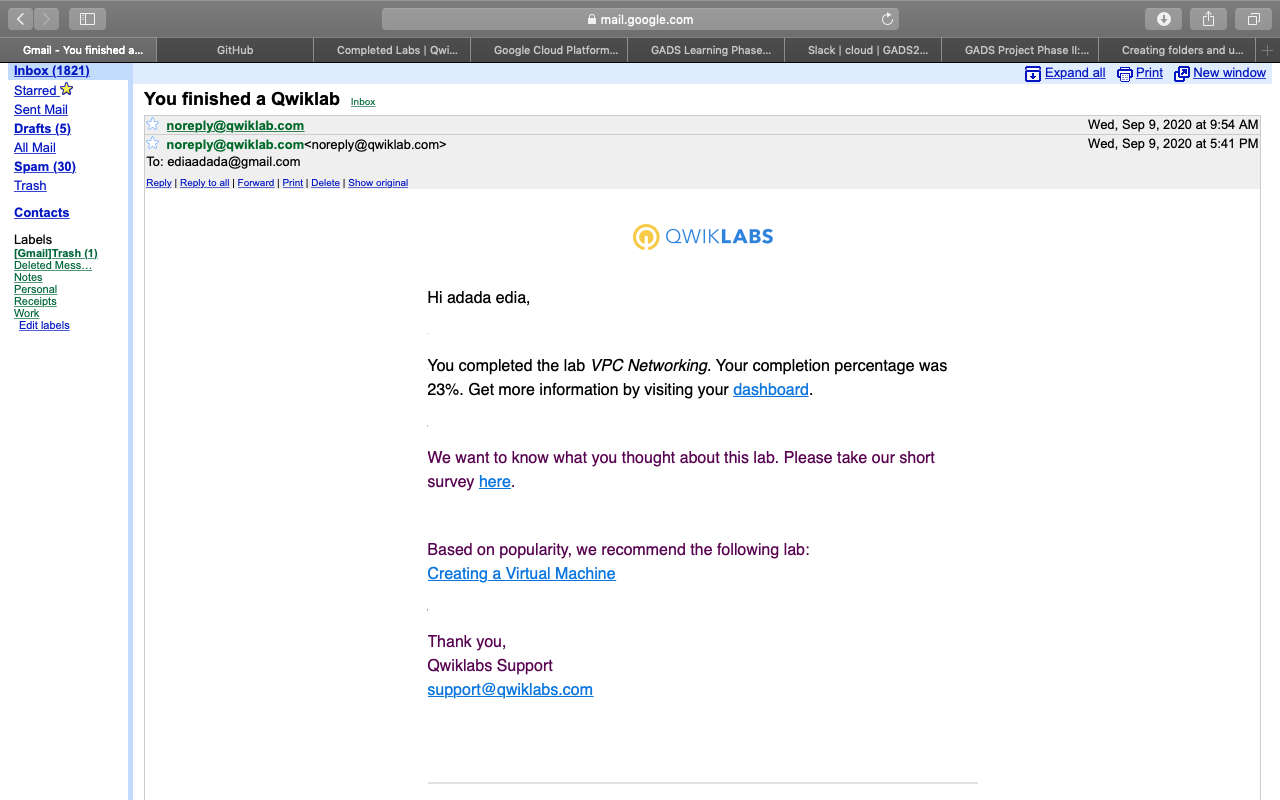 mail.google.com
Gmail - You finished a...
GitHub
Completed Labs | Qwi...
Google Cloud Platform...
GADS Learning Phase...
Slack | cloud | GADS2...
GADS Project Phase II:...
Creating folders and u...
Inbox (1821)
Starred
Sent Mail
Drafts (5)
All Mail
Spam (30)
Trash
Contacts
Labels
[Gmail]Trash (1)
Deleted Mess...
Notes
Personal
Receipts
Work
Edit labels
Expand all Print New window
You finished a Qwiklab Inbox
noreply@qwiklab.com Wed, Sep 9, 2020 at 9:54 AM
noreply@qwiklab.com<noreply@qwiklab.com> Wed, Sep 9, 2020 at 5:41 PM
To: ediaadada@gmail.com
Reply | Reply to all | Forward | Print | Delete | Show original
QWIKLABS
Hi adada edia,
You completed the lab VPC Networking. Your completion percentage was
23%. Get more information by visiting your dashboard.
We want to know what you thought about this lab. Please take our short
survey here.
Based on popularity, we recommend the following lab:
Creating a Virtual Machine
Thank you,
Qwiklabs Support
support@qwiklabs.com